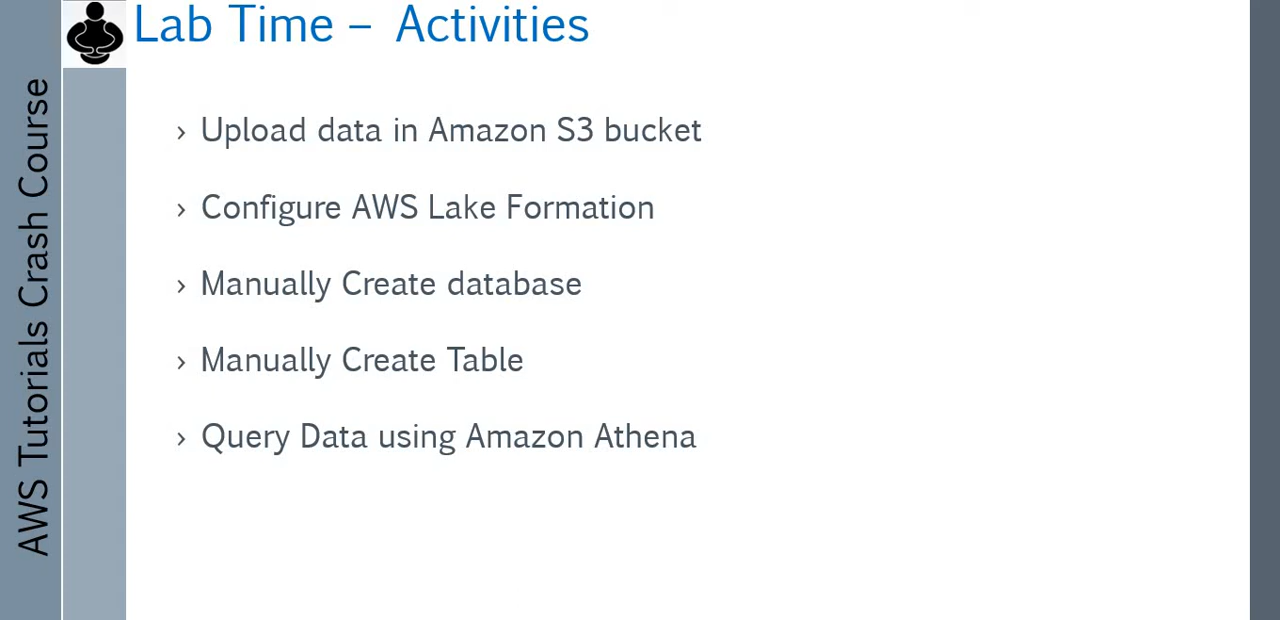 Lab Time – Activities
› Upload data in Amazon S3 bucket
› Configure AWS Lake Formation
› Manually Create database
› Manually Create Table
› Query Data using Amazon Athena
AWS Tutorials Crash Course